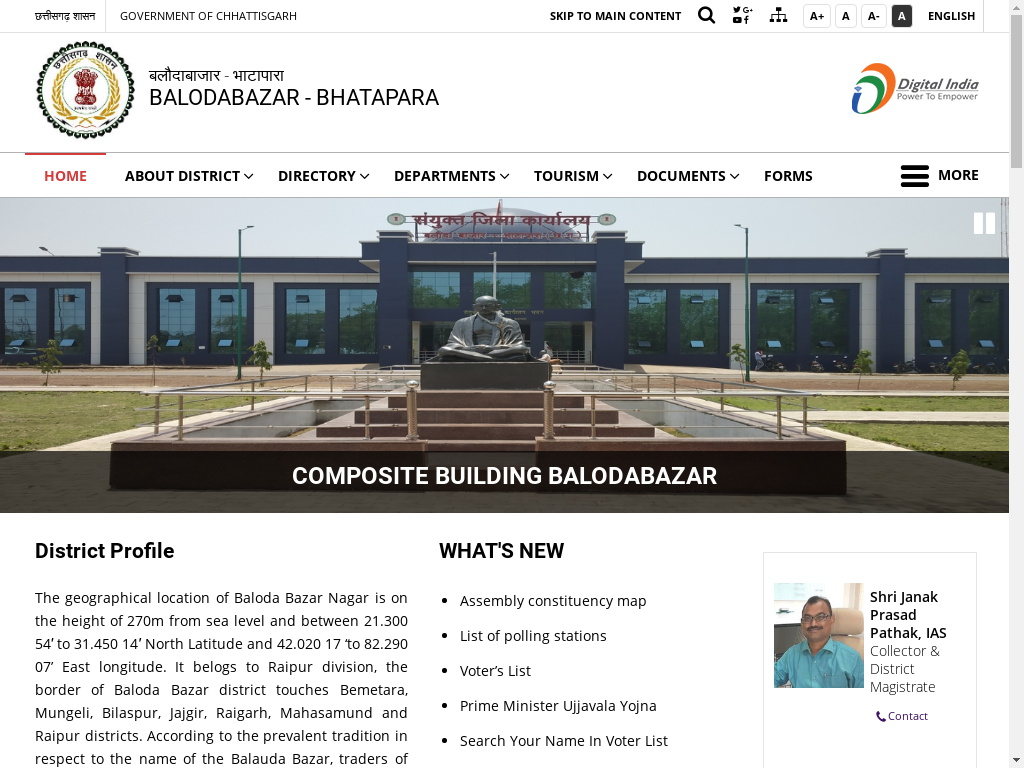 छत्तीसगढ़ शासन
GOVERNMENT OF CHHATTISGARH
SKIP TO MAIN CONTENT
A+ A A- A
ENGLISH
छत्तीसगढ़ शासन
बलौदाबाजार - भाटापारा
BALODABAZAR - BHATAPARA
Digital India
Power To Empower
HOME
ABOUT DISTRICT
DIRECTORY
DEPARTMENTS
TOURISM
DOCUMENTS
FORMS
MORE
संयुक्त जिला कार्यालय
COMPOSITE BUILDING BALODABAZAR
District Profile
The geographical location of Baloda Bazar Nagar is on
the height of 270m from sea level and between 21.300
54’ to 31.450 14’ North Latitude and 42.020 17 ‘to 82.290
07’ East longitude. It belogs to Raipur division, the
border of Baloda Bazar district touches Bemetara,
Mungeli, Bilaspur, Jajgir, Raigarh, Mahasamund and
Raipur districts. According to the prevalent tradition in
respect to the name of the Balauda Bazar, traders of
WHAT'S NEW
Assembly constituency map
List of polling stations
Voter’s List
Prime Minister Ujjavala Yojna
Search Your Name In Voter List
Shri Janak
Prasad
Pathak, IAS
Collector &
District
Magistrate
Contact